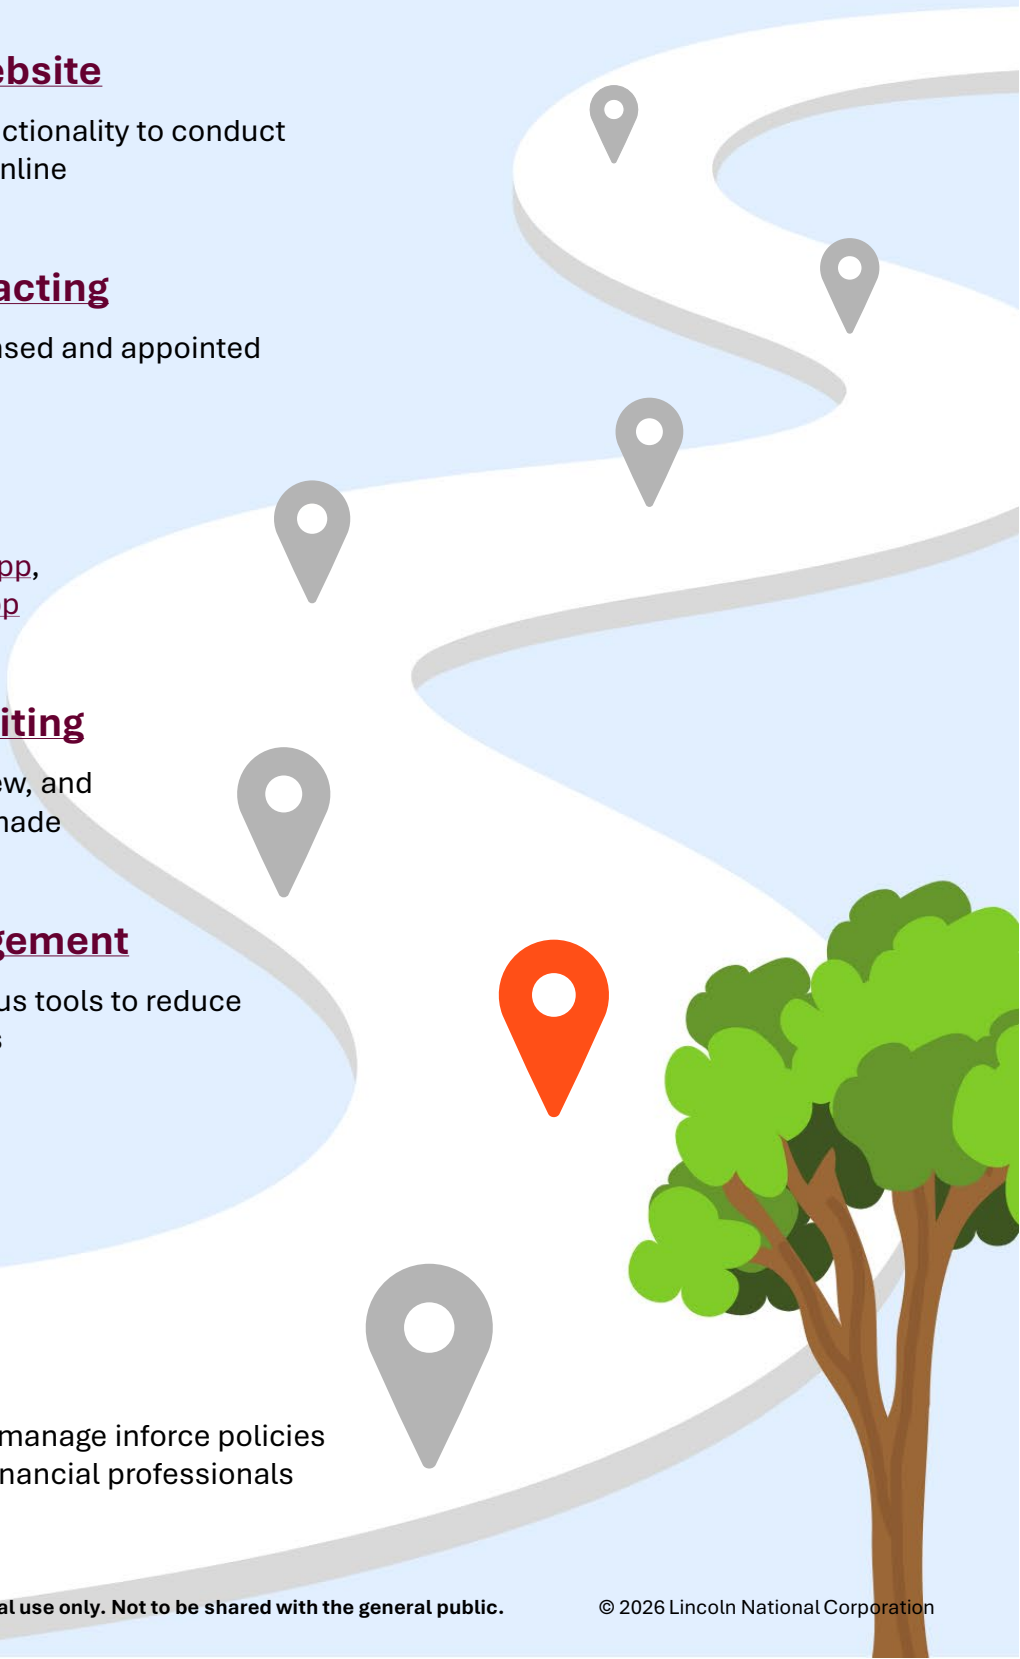 ebsite
ctionality to conduct
nline
acting
nsed and appointed
pp,
pp
iting
ew, and
made
gement
us tools to reduce
s
manage inforce policies
nancial professionals
al use only. Not to be shared with the general public.
© 2026 Lincoln National Corporation